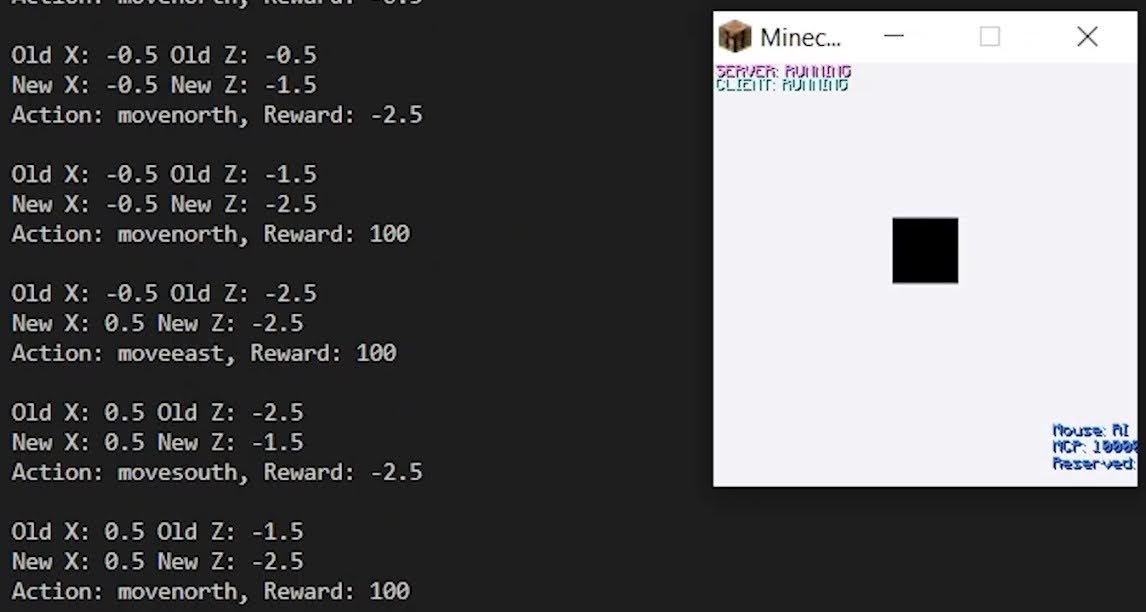 Action: movenorth, Reward: -0.5
Old X: -0.5 Old Z: -0.5
New X: -0.5 New Z: -1.5
Action: movenorth, Reward: -2.5
Old X: -0.5 Old Z: -1.5
New X: -0.5 New Z: -2.5
Action: movenorth, Reward: 100
Old X: -0.5 Old Z: -2.5
New X: 0.5 New Z: -2.5
Action: moveeast, Reward: 100
Old X: 0.5 Old Z: -2.5
New X: 0.5 New Z: -1.5
Action: movesouth, Reward: -2.5
Old X: 0.5 Old Z: -1.5
New X: 0.5 New Z: -2.5
Action: movenorth, Reward: 100
Minec...
SERVER: RUNNING
CLIENT: RUNNING
Mouse: AI
MCP: 1000
Reserved: